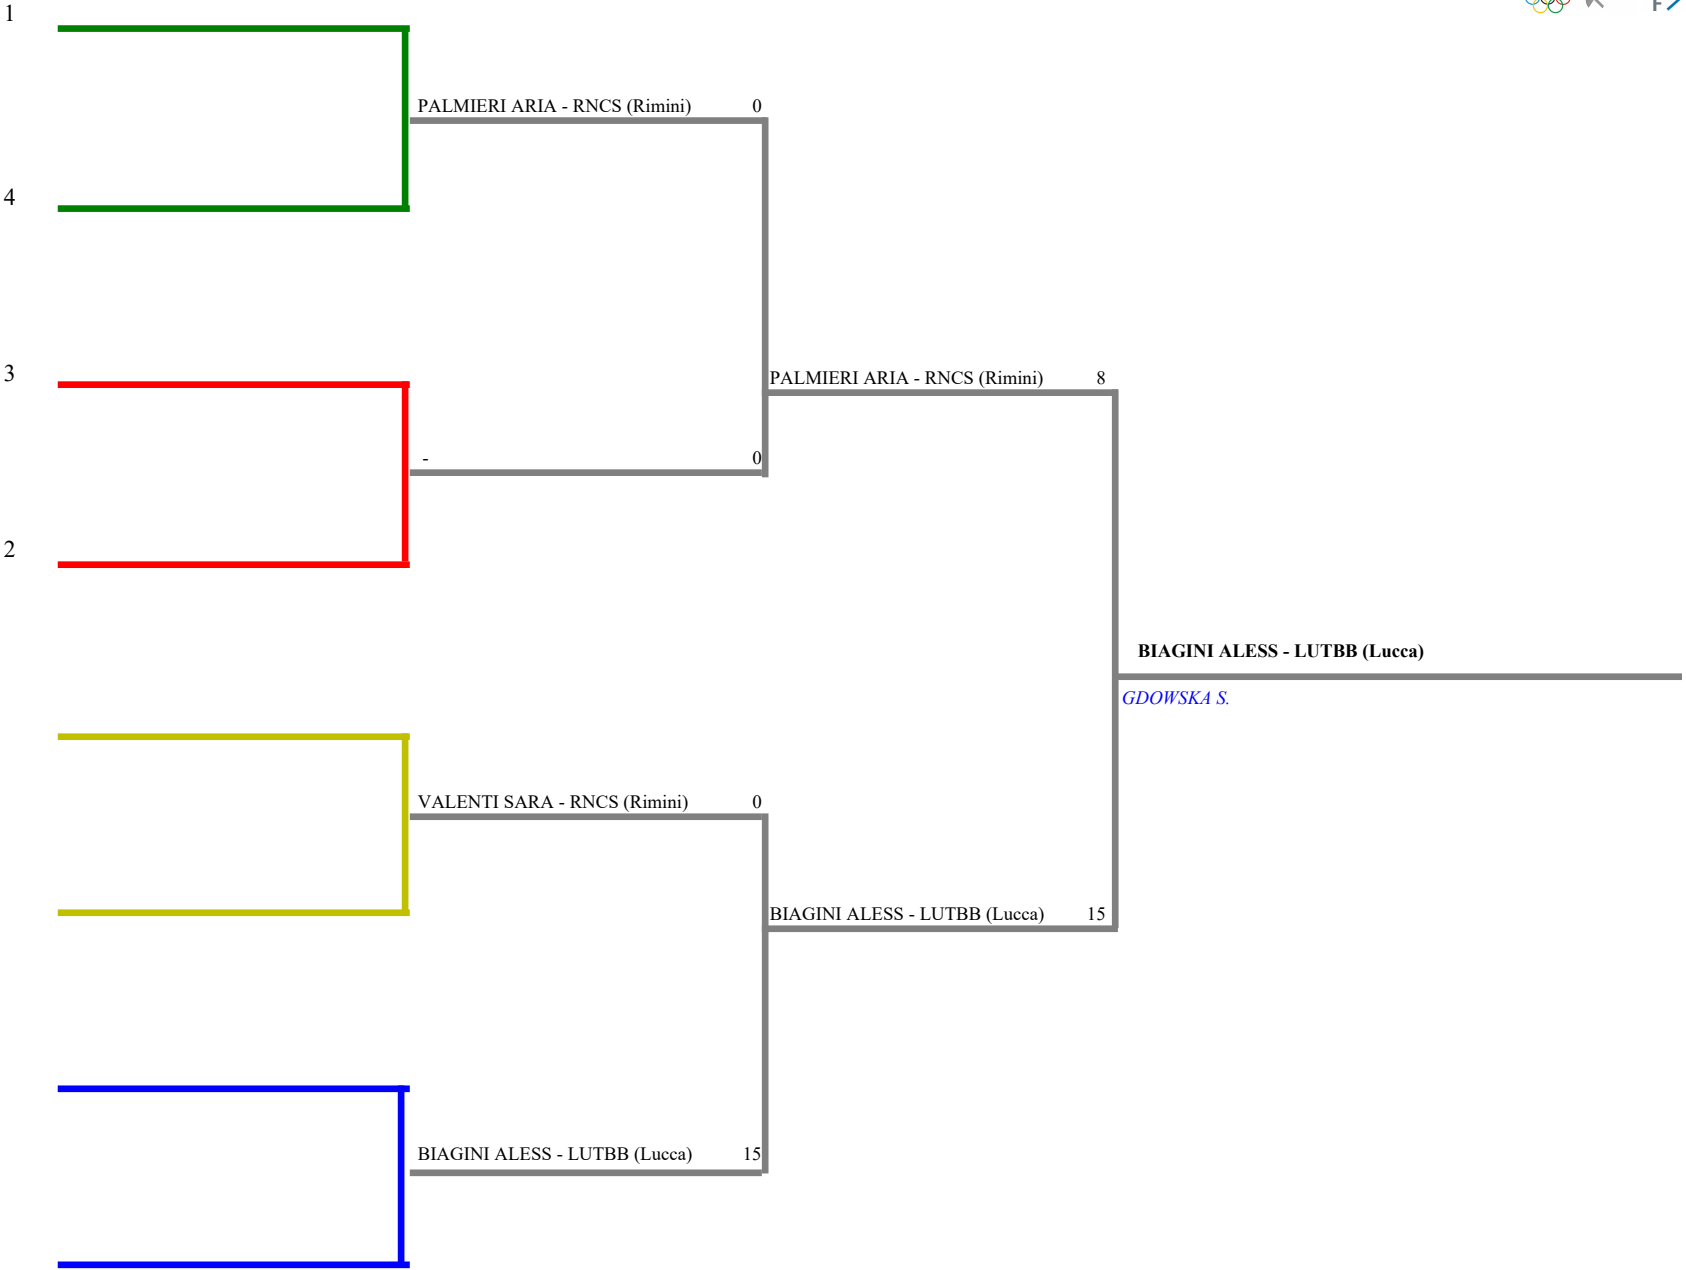 1
PALMIERI ARIA - RNCS (Rimini) 0
4
3
PALMIERI ARIA - RNCS (Rimini) 8
- 0
2
BIAGINI ALESS - LUTBB (Lucca)
GDOWSKA S.
VALENTI SARA - RNCS (Rimini) 0
BIAGINI ALESS - LUTBB (Lucca) 15
BIAGINI ALESS - LUTBB (Lucca) 15